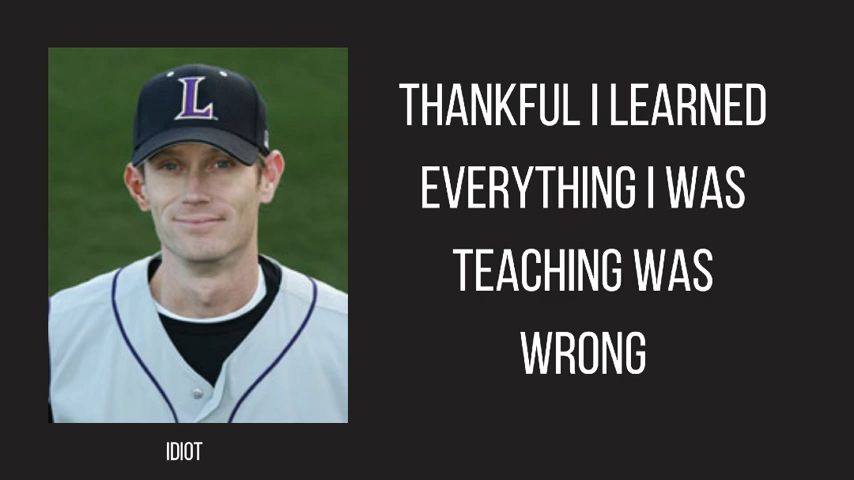 L
THANKFUL I LEARNED
EVERYTHING I WAS
TEACHING WAS
WRONG
IDIOT